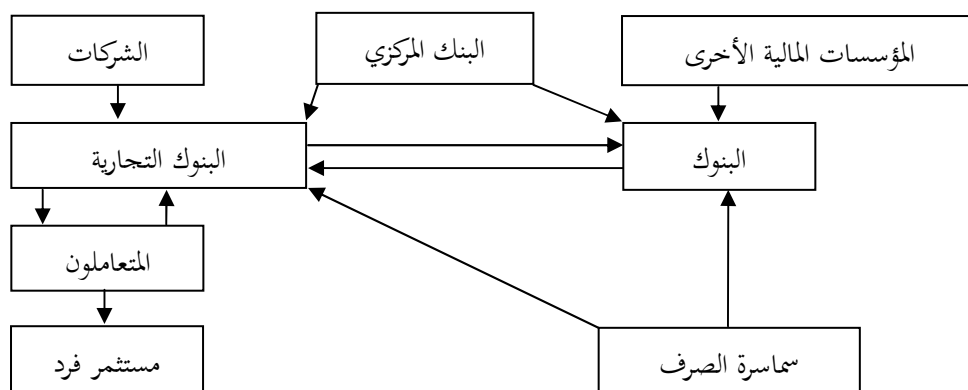 المؤسسات المالية الأخرى
البنك المركزي
الشركات
البنوك
البنوك التجارية
المتعاملون
سماسرة الصرف
مستثمر فرد